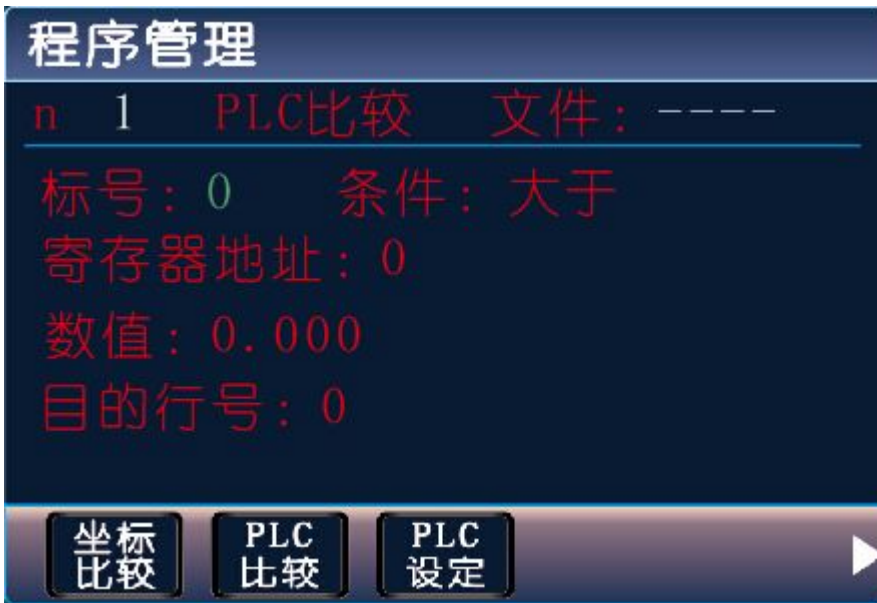 程序管理
n 1 PLC比较 文件: ----
标号: 0 条件: 大于
寄存器地址: 0
数值: 0.000
目的行号: 0
坐标 PLC PLC
比较 比较 设定